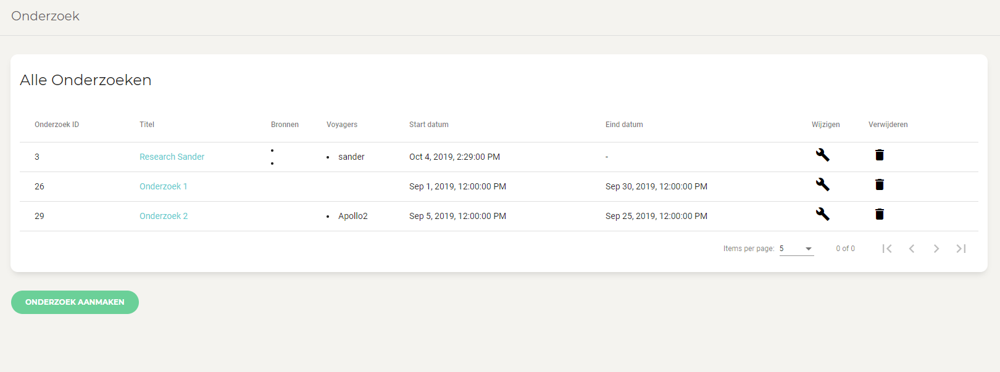 Onderzoek
Alle Onderzoeken
Onderzoek ID Titel Bronnen Voyagers Start datum Eind datum Wijzigen Verwijderen
3 Research Sander • • • sander Oct 4, 2019, 2:29:00 PM -
26 Onderzoek 1 Sep 1, 2019, 12:00:00 PM Sep 30, 2019, 12:00:00 PM
29 Onderzoek 2 • Apollo2 Sep 5, 2019, 12:00:00 PM Sep 25, 2019, 12:00:00 PM
Items per page: 5 0 of 0
ONDERZOEK AANMAKEN